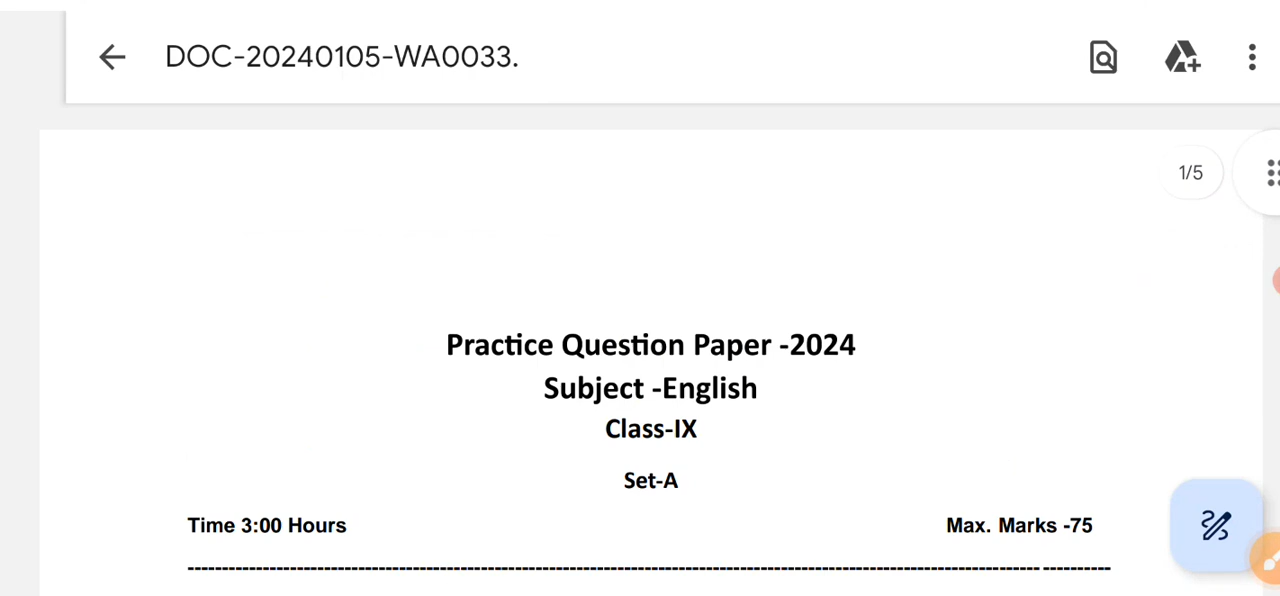 DOC-20240105-WA0033.
1/5
Practice Question Paper -2024
Subject -English
Class-IX
Set-A
Time 3:00 Hours Max. Marks -75